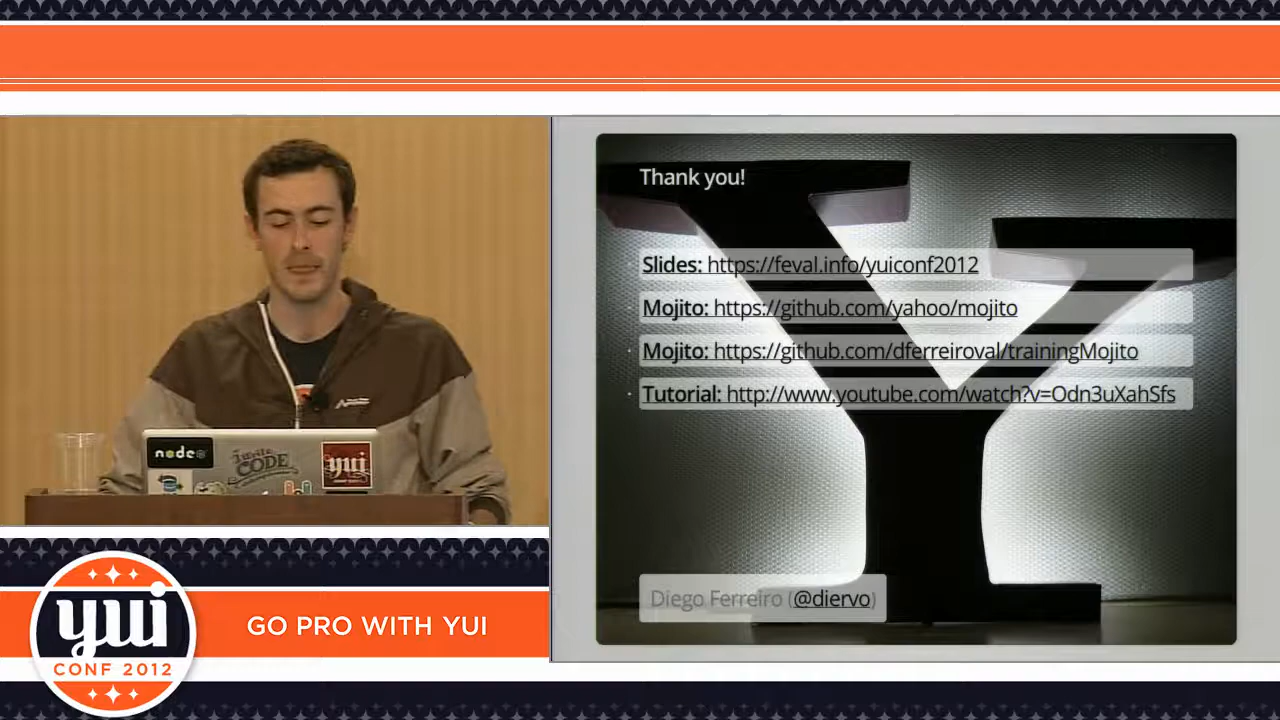 Thank you!
Slides: https://feval.info/yuiconf2012
Mojito: https://github.com/yahoo/mojito
Mojito: https://github.com/dferreiroval/trainingMojito
Tutorial: http://www.youtube.com/watch?v=Odn3uXahSfs
Diego Ferreiro (@diervo)
node
I Write
CODE
yui
yui
CONF 2012
GO PRO WITH YUI